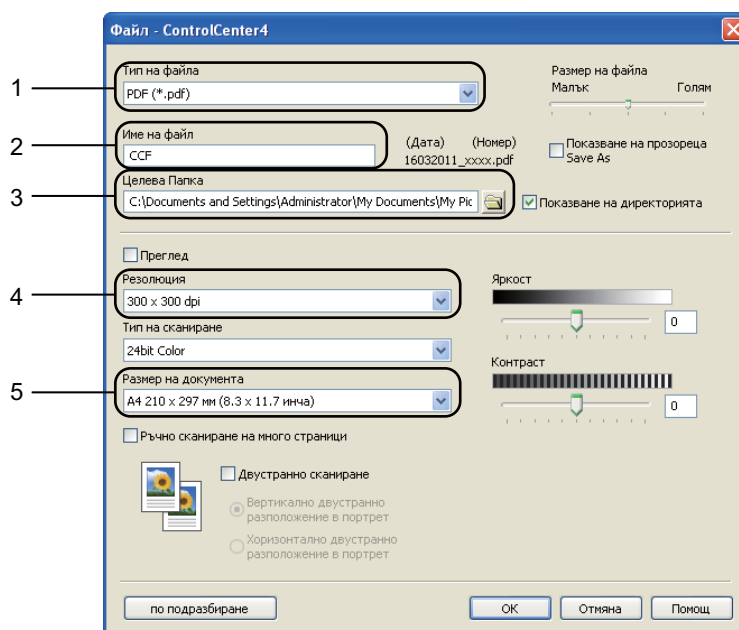 Файл - ControlCenter4
1
Тип на файла
PDF (*.pdf)
Размер на файла
Малък Голям
2
Име на файл
CCF
(Дата) (Номер)
16032011_xxxx.pdf
Показване на прозореца
Save As
3
Целева Папка
C:\Documents and Settings\Administrator\My Documents\My Pic
Показване на директорията
Преглед
4
Резолюция
300 x 300 dpi
Яркост
0
Тип на сканиране
24bit Color
Контраст
0
5
Размер на документа
A4 210 x 297 мм (8.3 x 11.7 инча)
Ръчно сканиране на много страници
Двустранно сканиране
Вертикално двустранно
разположение в портрет
Хоризонтално двустранно
разположение в портрет
по подразбиране
OK
Отмяна
Помощ